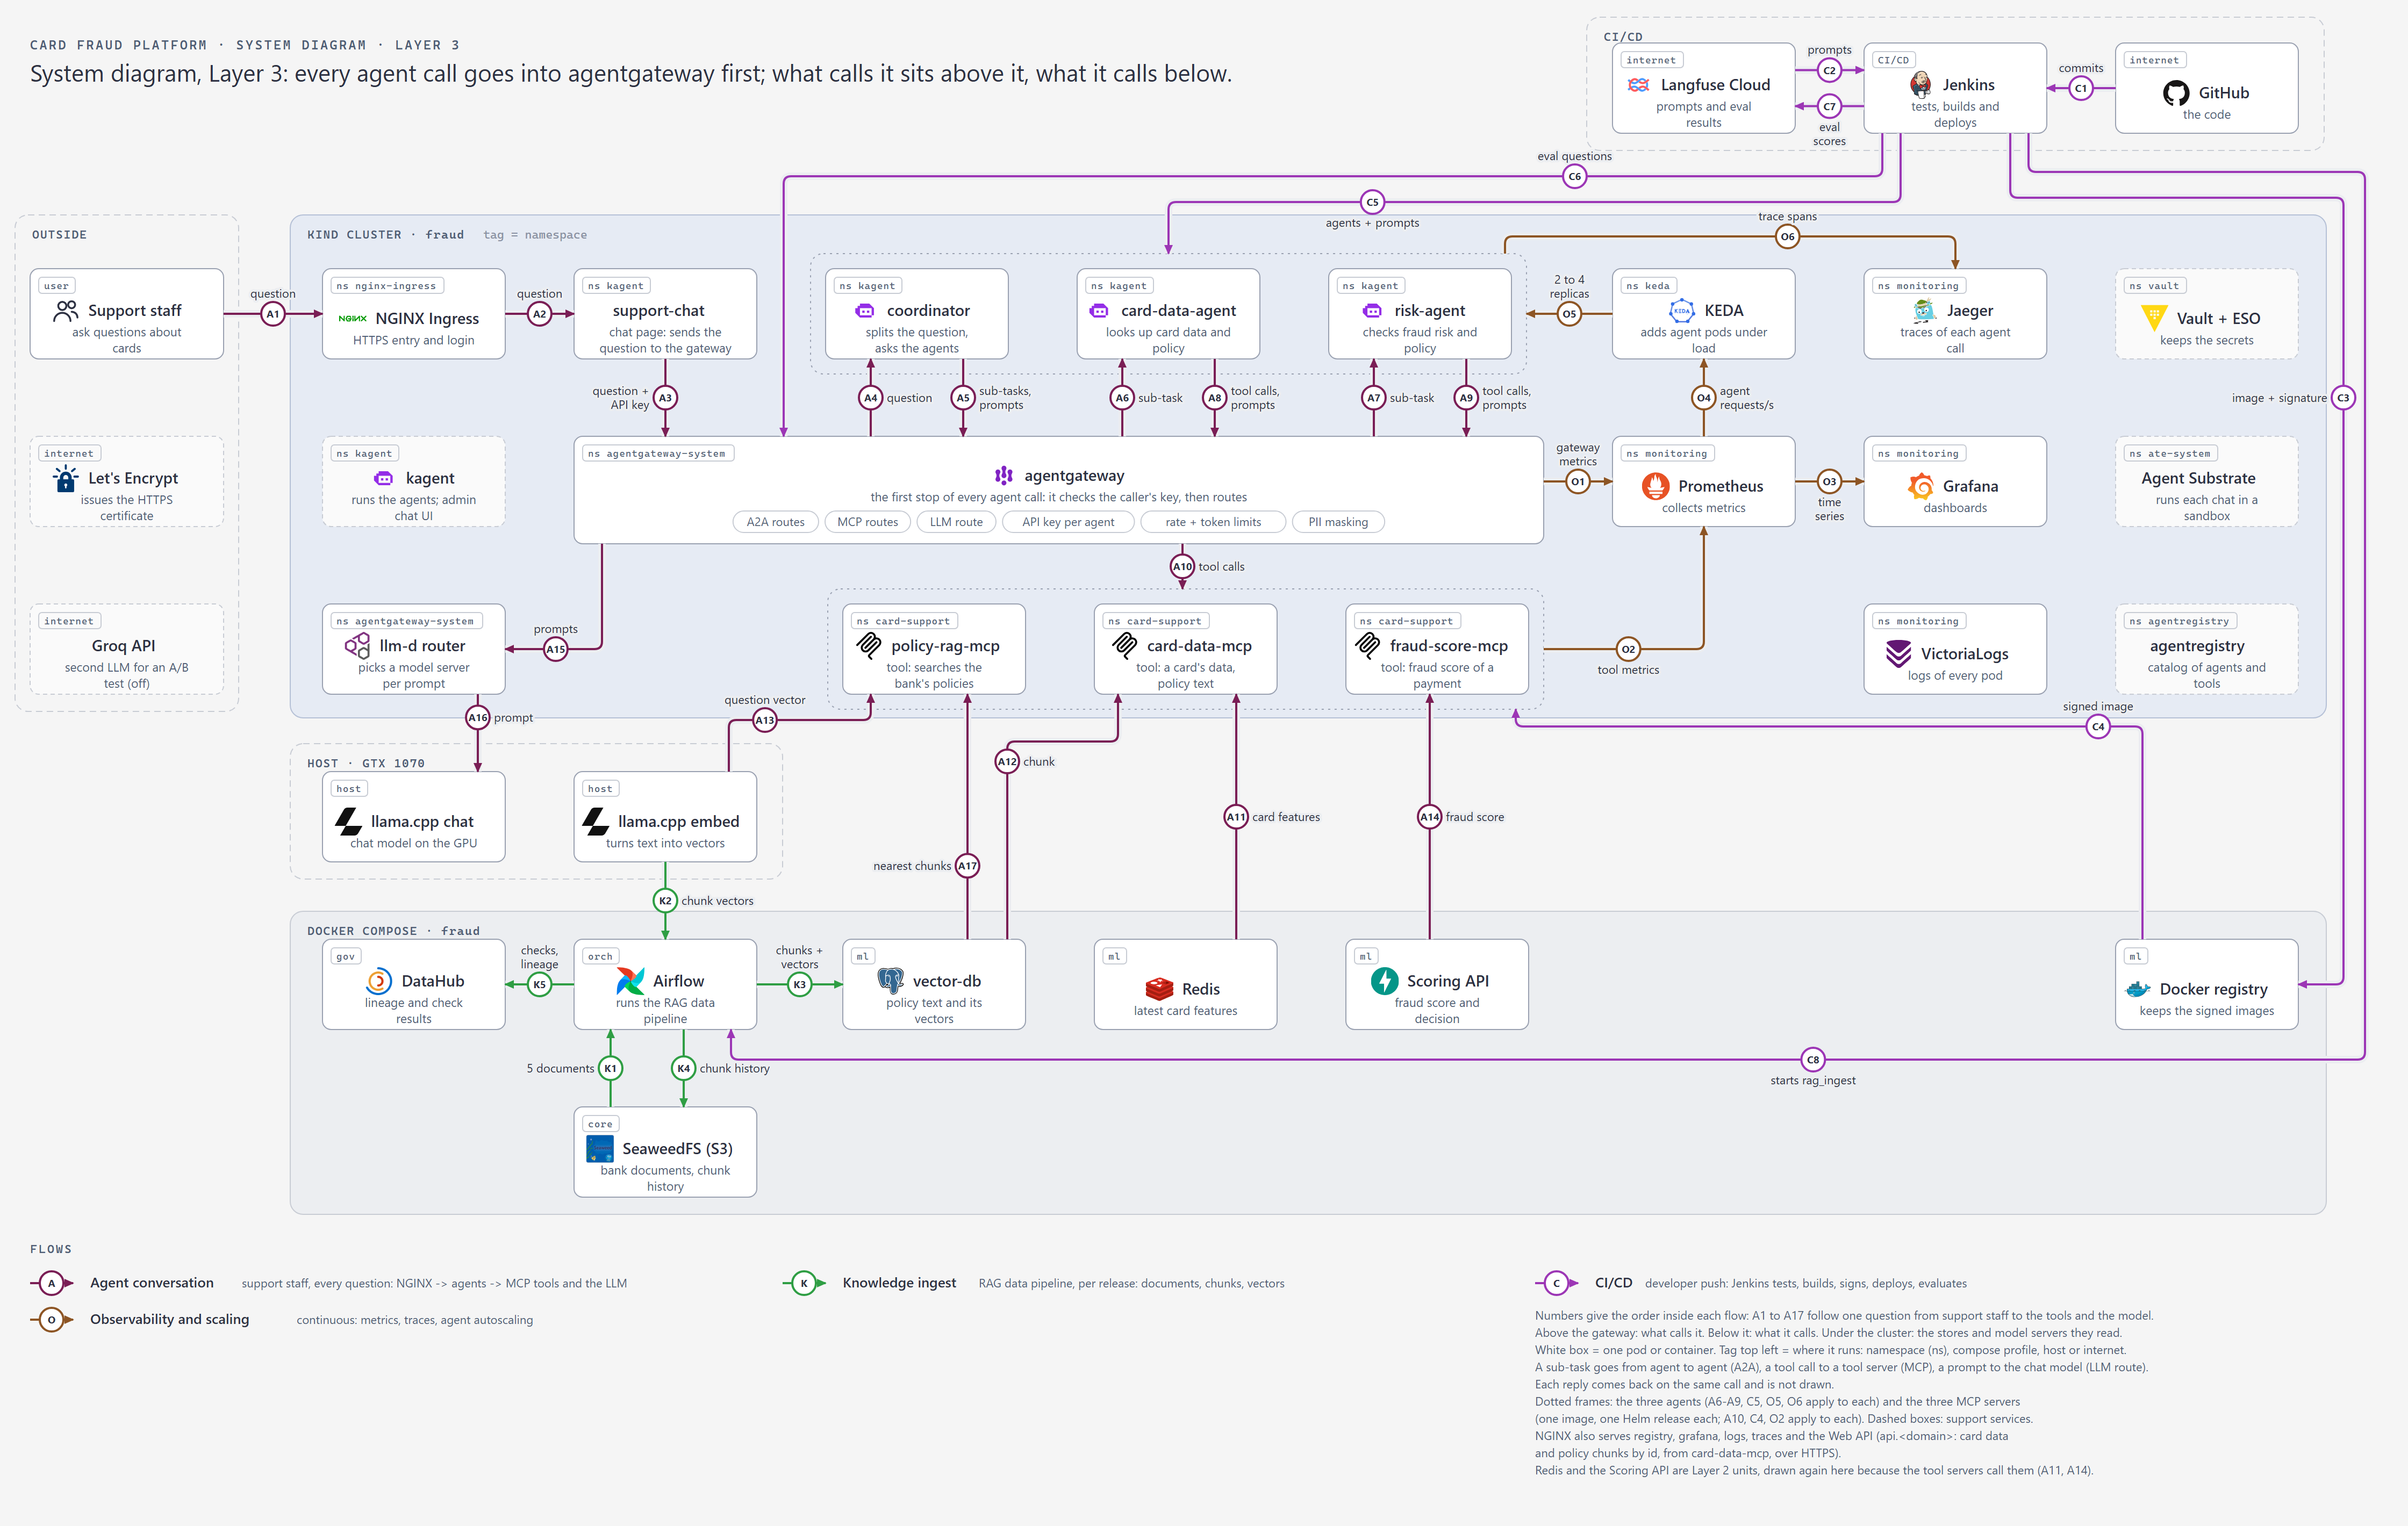 CARD FRAUD PLATFORM · SYSTEM DIAGRAM · LAYER 3
System diagram, Layer 3: every agent call goes into agentgateway first; what calls it sits above it, what it calls below.
CI/CD
internet
Langfuse Cloud
prompts and eval
results
prompts
C2
C7
eval
scores
CI/CD
Jenkins
tests, builds and
deploys
commits
C1
internet
GitHub
the code
eval questions
C6
C5
agents + prompts
trace spans
O6
OUTSIDE
user
Support staff
ask questions about
cards
internet
Let's Encrypt
issues the HTTPS
certificate
internet
Groq API
second LLM for an A/B
test (off)
question
A1
KIND CLUSTER · fraud tag = namespace
ns nginx-ingress
NGINX
NGINX Ingress
HTTPS entry and login
question
A2
ns kagent
support-chat
chat page: sends the
question to the gateway
ns kagent
coordinator
splits the question,
asks the agents
ns kagent
card-data-agent
looks up card data and
policy
ns kagent
risk-agent
checks fraud risk and
policy
2 to 4
replicas
O5
ns keda
KEDA
KEDA
adds agent pods under
load
ns monitoring
Jaeger
traces of each agent
call
ns vault
Vault + ESO
keeps the secrets
question +
API key
A3
A4
question
A5
sub-tasks,
prompts
A6
sub-task
A8
tool calls,
prompts
A7
sub-task
A9
tool calls,
prompts
O4
agent
requests/s
image + signature
C3
ns kagent
kagent
runs the agents; admin
chat UI
ns agentgateway-system
agentgateway
the first stop of every agent call: it checks the caller's key, then routes
A2A routes
MCP routes
LLM route
API key per agent
rate + token limits
PII masking
gateway
metrics
O1
ns monitoring
Prometheus
collects metrics
O3
time
series
ns monitoring
Grafana
dashboards
ns ate-system
Agent Substrate
runs each chat in a
sandbox
A10
tool calls
ns agentgateway-system
llm-d router
picks a model server
per prompt
prompts
A15
ns card-support
policy-rag-mcp
tool: searches the
bank's policies
ns card-support
card-data-mcp
tool: a card's data,
policy text
ns card-support
fraud-score-mcp
tool: fraud score of a
payment
O2
tool metrics
ns monitoring
VictoriaLogs
logs of every pod
ns agentregistry
agentregistry
catalog of agents and
tools
A16
prompt
question vector
A13
signed image
C4
HOST · GTX 1070
host
llama.cpp chat
chat model on the GPU
host
llama.cpp embed
turns text into vectors
A12
chunk
A11
card features
A14
fraud score
nearest chunks
A17
K2
chunk vectors
DOCKER COMPOSE · fraud
gov
DataHub
lineage and check
results
checks,
lineage
K5
orch
Airflow
runs the RAG data
pipeline
chunks +
vectors
K3
ml
vector-db
policy text and its
vectors
ml
Redis
latest card features
ml
Scoring API
fraud score and
decision
ml
Docker registry
keeps the signed images
5 documents
K1
K4
chunk history
C8
starts rag_ingest
core
SeaweedFS (S3)
bank documents, chunk
history
FLOWS
A
Agent conversation
support staff, every question: NGINX -> agents -> MCP tools and the LLM
K
Knowledge ingest
RAG data pipeline, per release: documents, chunks, vectors
C
CI/CD
developer push: Jenkins tests, builds, signs, deploys, evaluates
O
Observability and scaling
continuous: metrics, traces, agent autoscaling
Numbers give the order inside each flow: A1 to A17 follow one question from support staff to the tools and the model.
Above the gateway: what calls it. Below it: what it calls. Under the cluster: the stores and model servers they read.
White box = one pod or container. Tag top left = where it runs: namespace (ns), compose profile, host or internet.
A sub-task goes from agent to agent (A2A), a tool call to a tool server (MCP), a prompt to the chat model (LLM route).
Each reply comes back on the same call and is not drawn.
Dotted frames: the three agents (A6-A9, C5, O5, O6 apply to each) and the three MCP servers
(one image, one Helm release each; A10, C4, O2 apply to each). Dashed boxes: support services.
NGINX also serves registry, grafana, logs, traces and the Web API (api.<domain>: card data
and policy chunks by id, from card-data-mcp, over HTTPS).
Redis and the Scoring API are Layer 2 units, drawn again here because the tool servers call them (A11, A14).